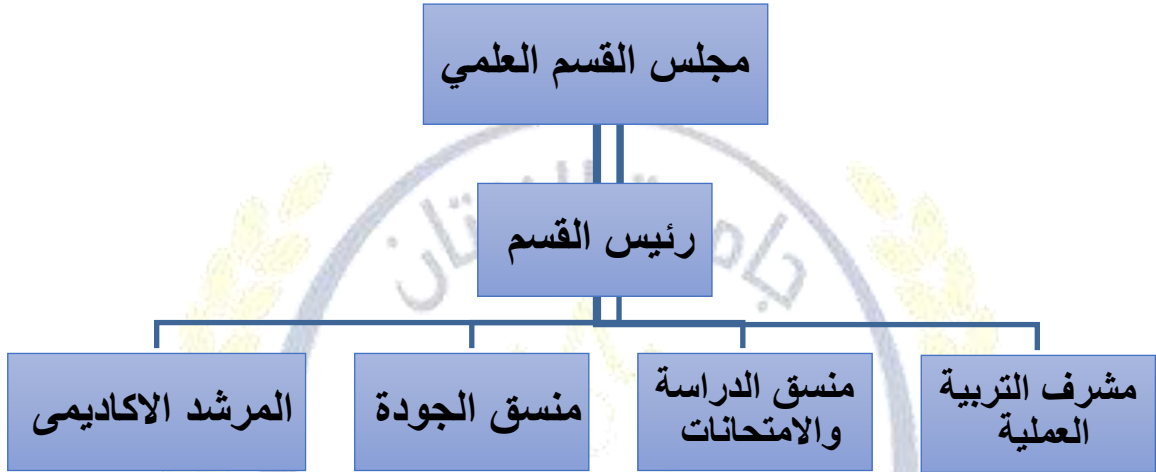 مجلس القسم العلمي
رئيس القسم
مشرف التربية
العملية
منسق الدراسة
والامتحانات
منسق الجودة
المرشد الاكاديمى